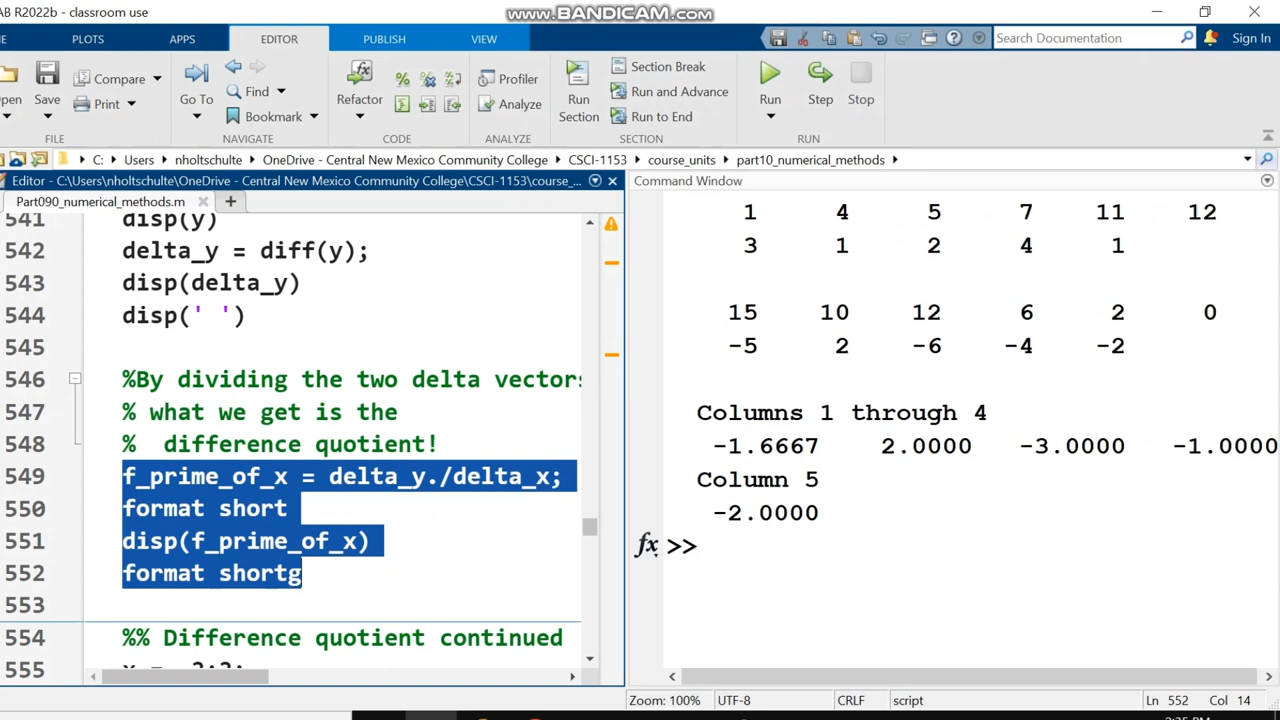 AB R2022b - classroom use
www.BANDICAM.com
PLOTS APPS EDITOR PUBLISH VIEW
Search Documentation
Sign In
Compare
Print
Save
Go To
Find
Bookmark
Refactor
Profiler
Analyze
Run Section
Section Break
Run and Advance
Run to End
Run Step Stop
FILE NAVIGATE CODE ANALYZE SECTION RUN
C: Users nholtschulte OneDrive - Central New Mexico Community College CSCI-1153 course_units part10_numerical_methods
Editor - C:\Users\nholtschulte\OneDrive - Central New Mexico Community College\CSCI-1153\course_...
Part090_numerical_methods.m
541 disp(y)
542 delta_y = diff(y);
543 disp(delta_y)
544 disp(' ')
545
546 %By dividing the two delta vectors
547 % what we get is the
548 %  difference quotient!
549 f_prime_of_x = delta_y./delta_x;
550 format short
551 disp(f_prime_of_x)
552 format shortg
553
554 %% Difference quotient continued
555
Command Window
1 4 5 7 11 12
3 1 2 4 1
15 10 12 6 2 0
-5 2 -6 -4 -2
Columns 1 through 4
-1.6667 2.0000 -3.0000 -1.0000
Column 5
-2.0000
fx >>
Zoom: 100% UTF-8 CRLF script Ln 552 Col 14